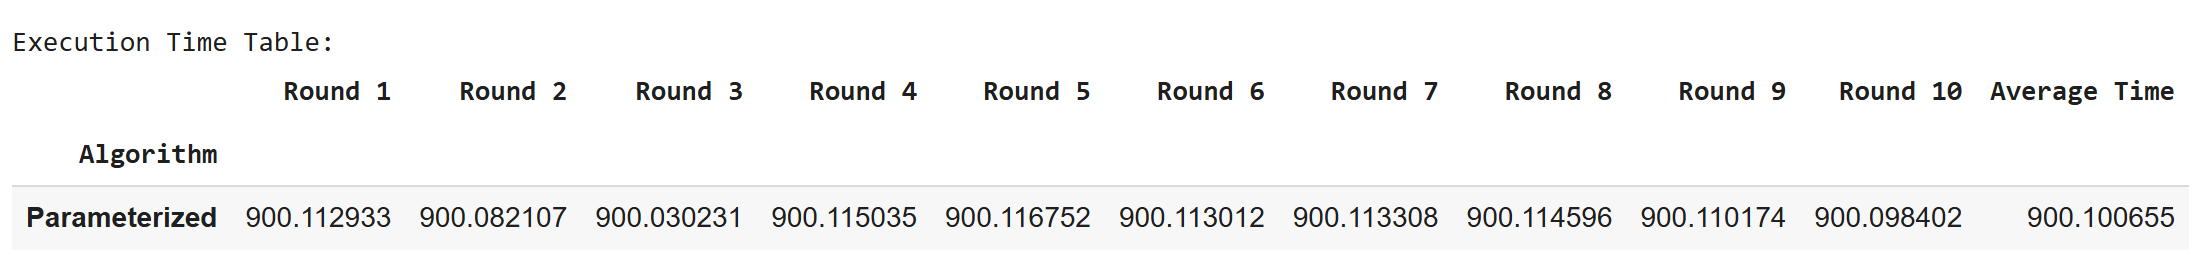 Execution Time Table:
Round 1 Round 2 Round 3 Round 4 Round 5 Round 6 Round 7 Round 8 Round 9 Round 10 Average Time
Algorithm
Parameterized 900.112933 900.082107 900.030231 900.115035 900.116752 900.113012 900.113308 900.114596 900.110174 900.098402 900.100655